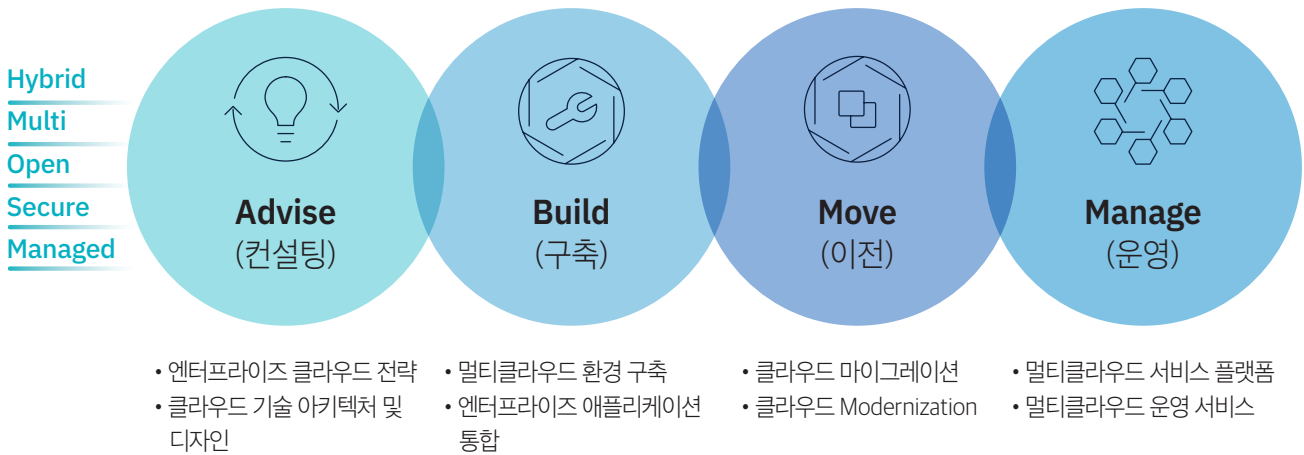 Hybrid
Multi
Open
Secure
Managed
Advise
(컨설팅)
Build
(구축)
Move
(이전)
Manage
(운영)
• 엔터프라이즈 클라우드 전략
• 클라우드 기술 아키텍처 및
디자인
• 멀티클라우드 환경 구축
• 엔터프라이즈 애플리케이션
통합
• 클라우드 마이그레이션
• 클라우드 Modernization
• 멀티클라우드 서비스 플랫폼
• 멀티클라우드 운영 서비스